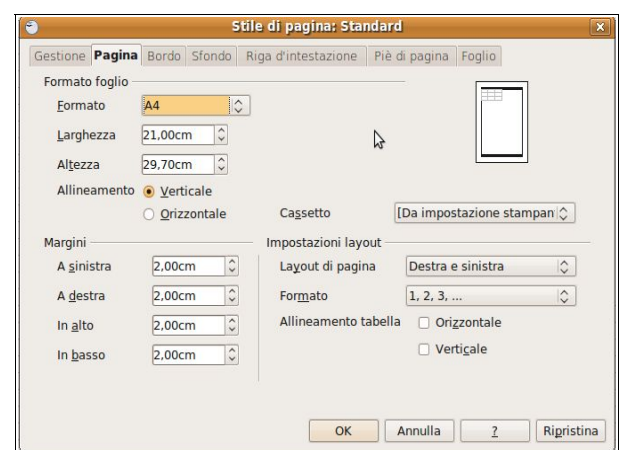 Stile di pagina: Standard
Gestione Pagina Bordo Sfondo Riga d'intestazione Piè di pagina Foglio
Formato foglio
Formato A4
Larghezza 21,00cm
Altezza 29,70cm
Allineamento Verticale
Orizzontale Cassetto [Da impostazione stampan
Margini Impostazioni layout
A sinistra 2,00cm Layout di pagina Destra e sinistra
A destra 2,00cm Formato 1, 2, 3, ...
In alto 2,00cm Allineamento tabella Orizzontale
In basso 2,00cm Verticale
OK Annulla ? Ripristina